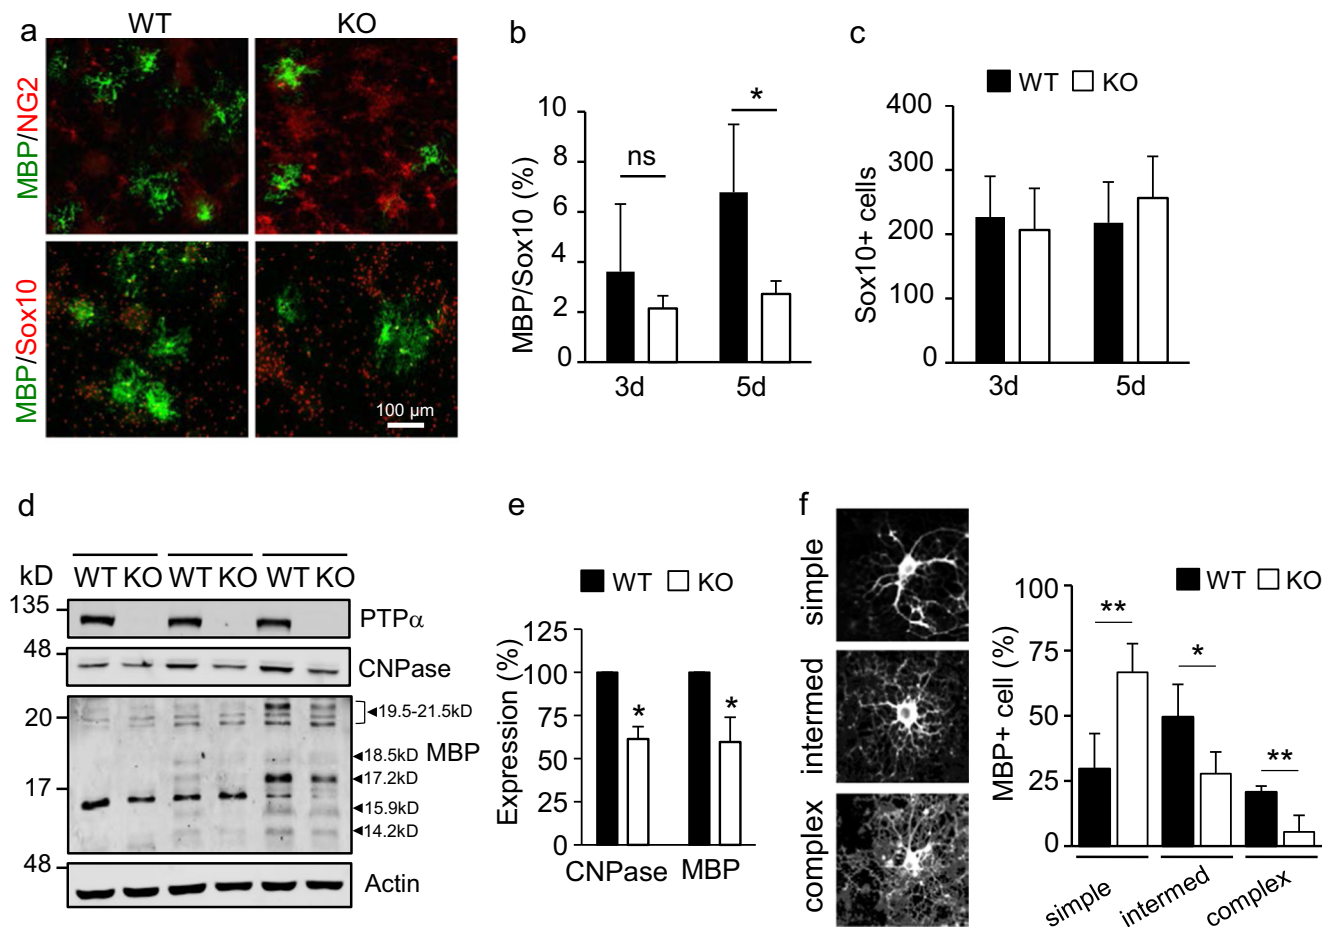 a
WT
KO
MBP/NG2
MBP/Sox10
100 µm
b
MBP/Sox10 (%)
10
8
6
4
2
0
ns
*
3d
5d
c
WT
KO
Sox10+ cells
400
300
200
100
0
3d
5d
d
kD
WT KO WT KO WT KO
135
PTPα
48
CNPase
20
19.5-21.5kD
18.5kD MBP
17.2kD
17
15.9kD
14.2kD
48
Actin
e
WT
KO
Expression (%)
125
100
75
50
25
0
*
*
CNPase
MBP
f
simple
intermed
complex
WT
KO
MBP+ cell (%)
100
75
50
25
0
**
*
**
simple
intermed
complex